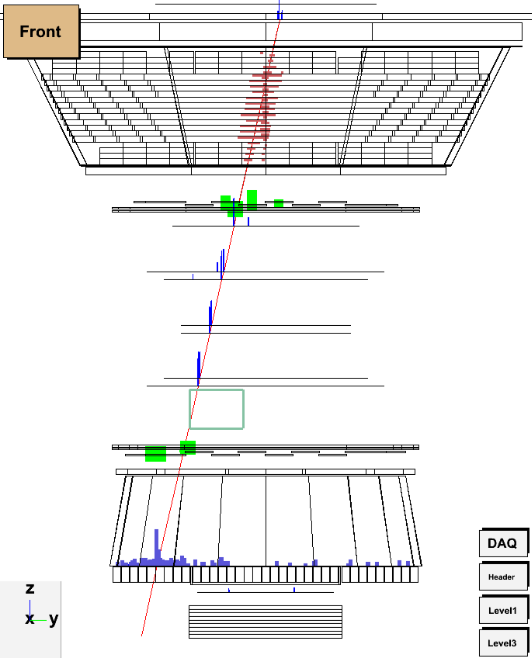 Front
z
x y
DAQ
Header
Level1
Level3